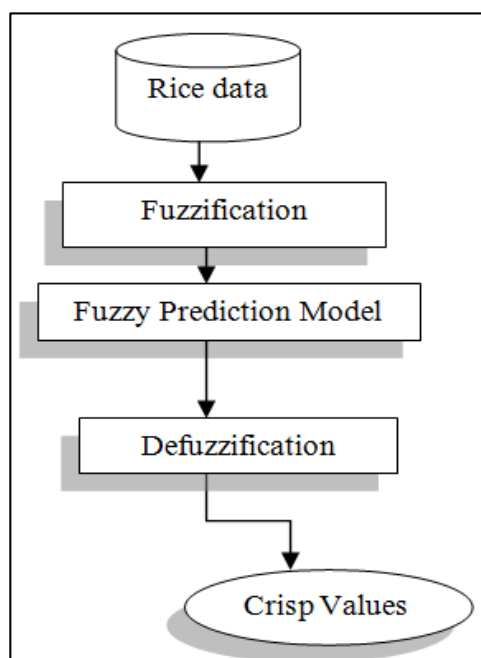 Rice data
Fuzzification
Fuzzy Prediction Model
Defuzzification
Crisp Values